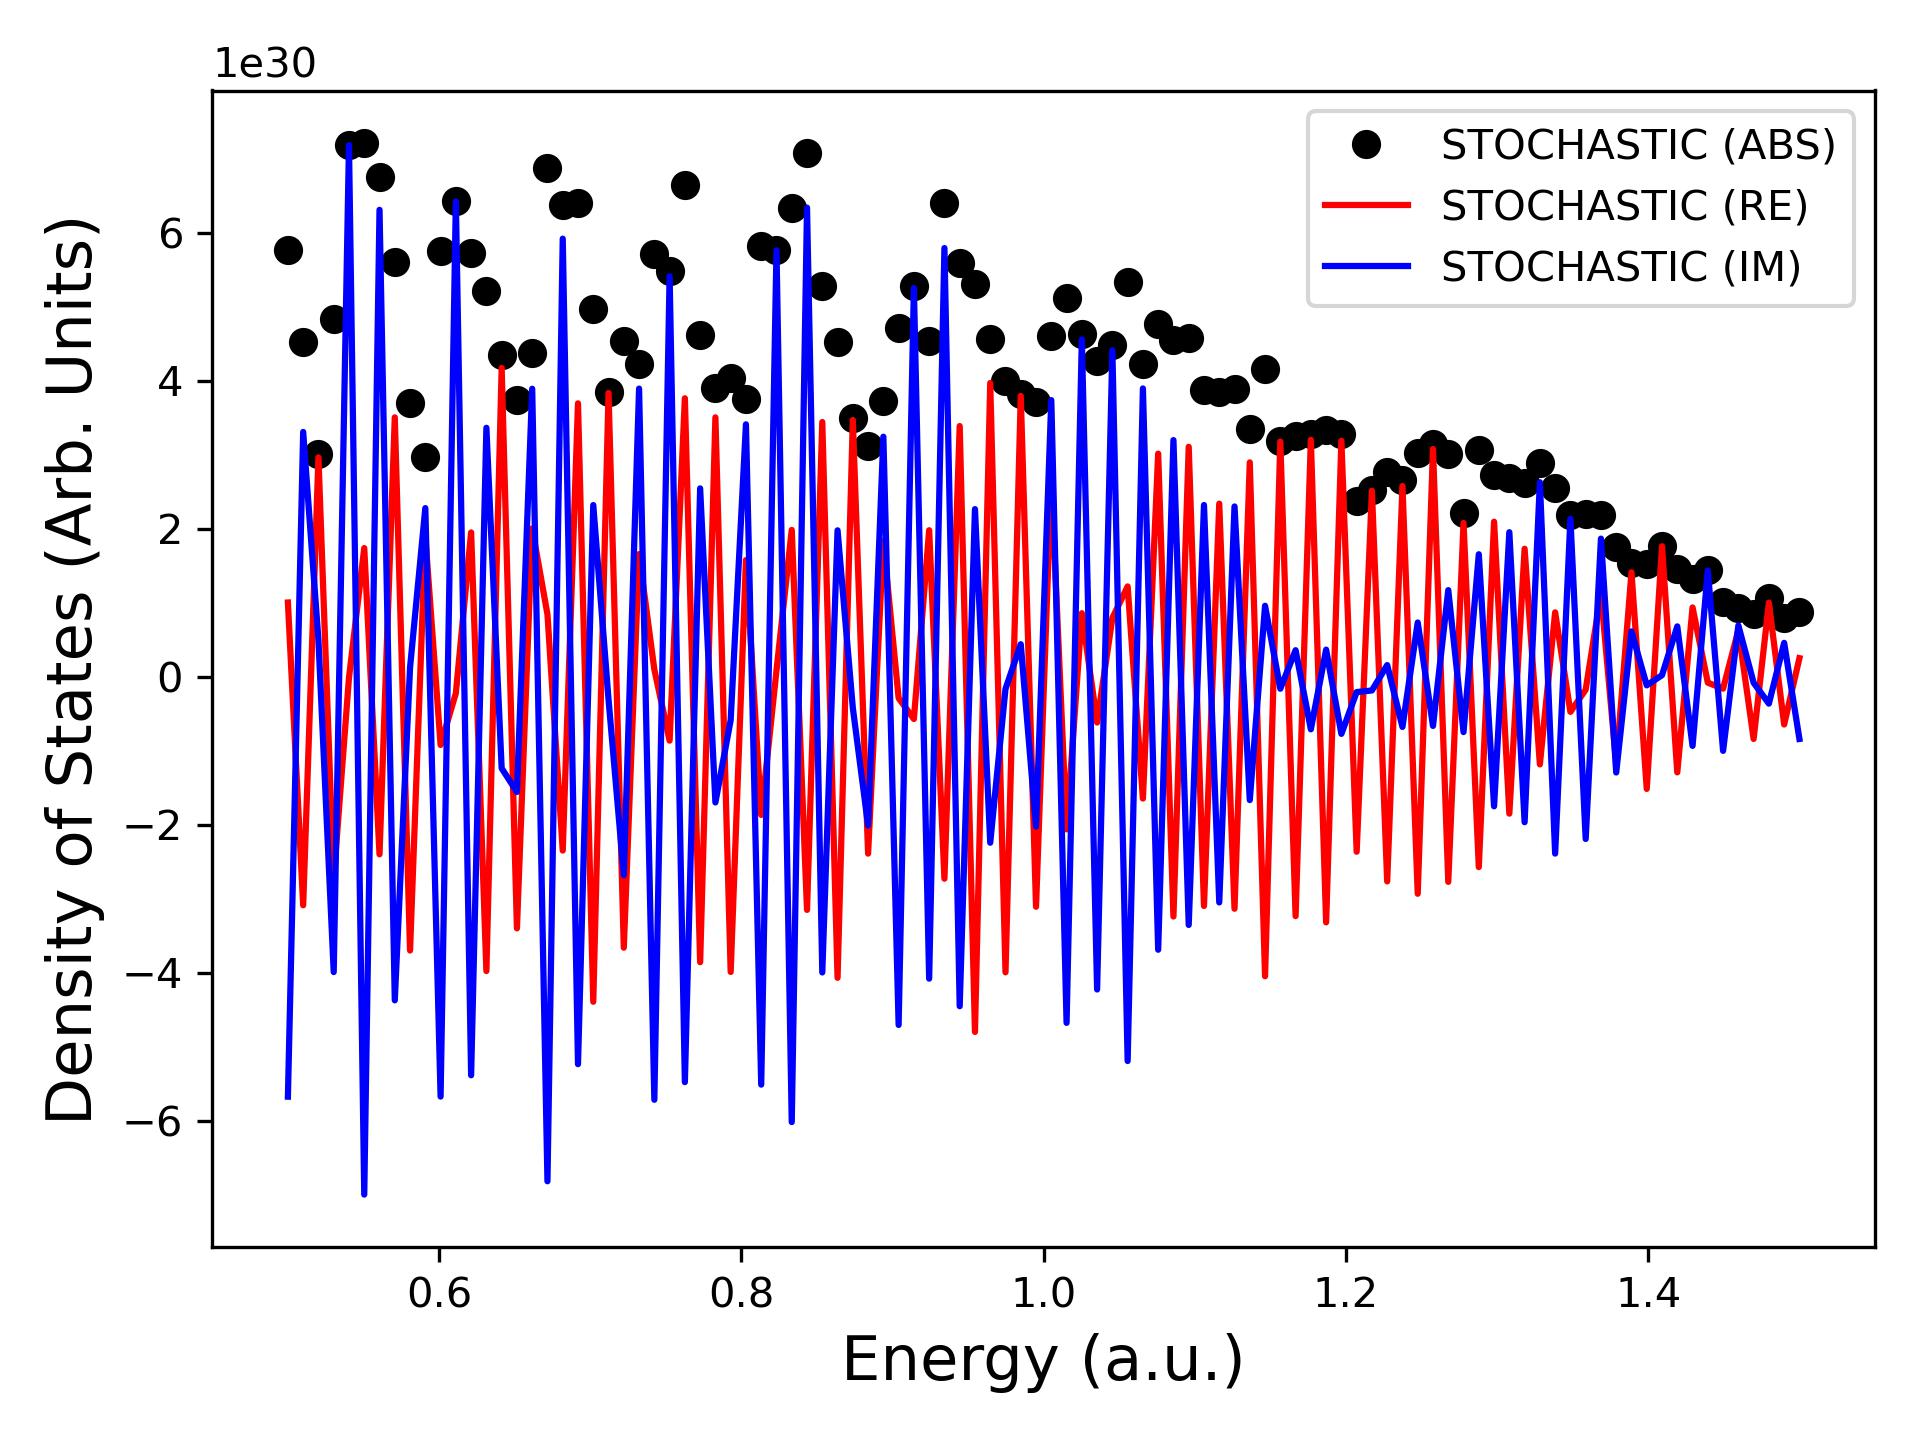 1e30
STOCHASTIC (ABS)
STOCHASTIC (RE)
STOCHASTIC (IM)
Density of States (Arb. Units)
6
4
2
0
−2
−4
−6
0.6 0.8 1.0 1.2 1.4
Energy (a.u.)